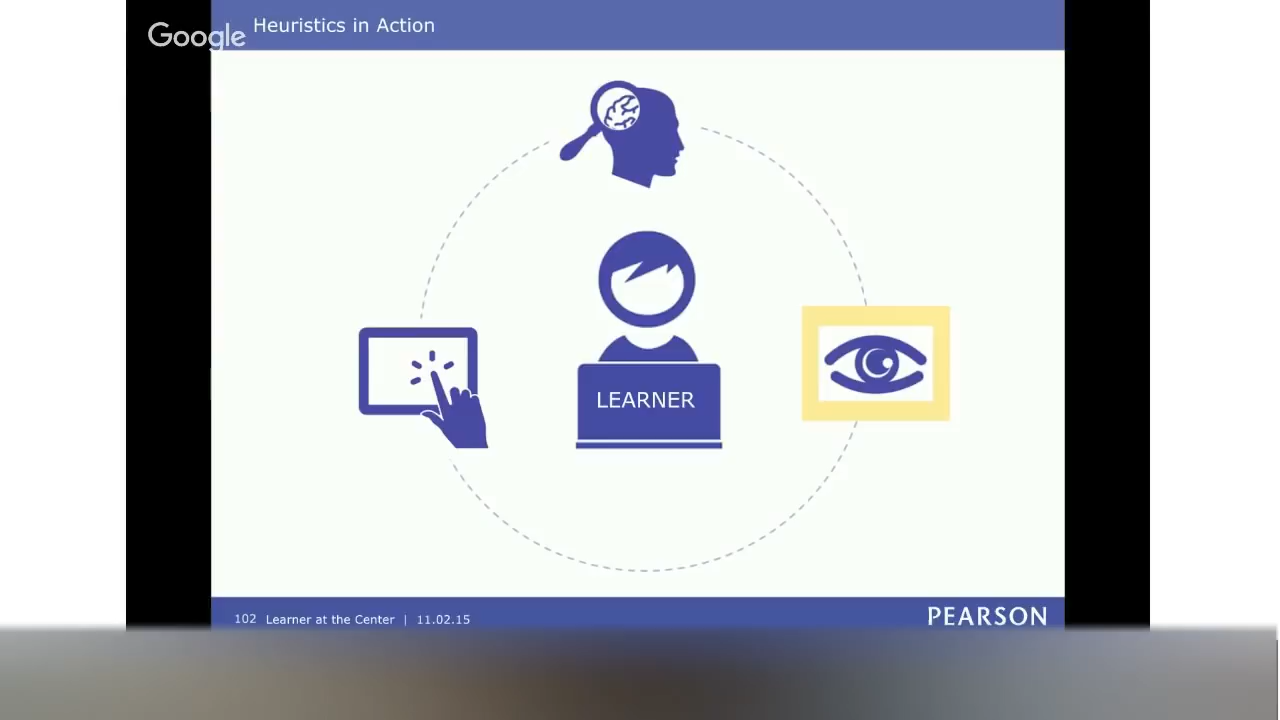 Google
Heuristics in Action
LEARNER
102 Learner at the Center | 11.02.15
PEARSON